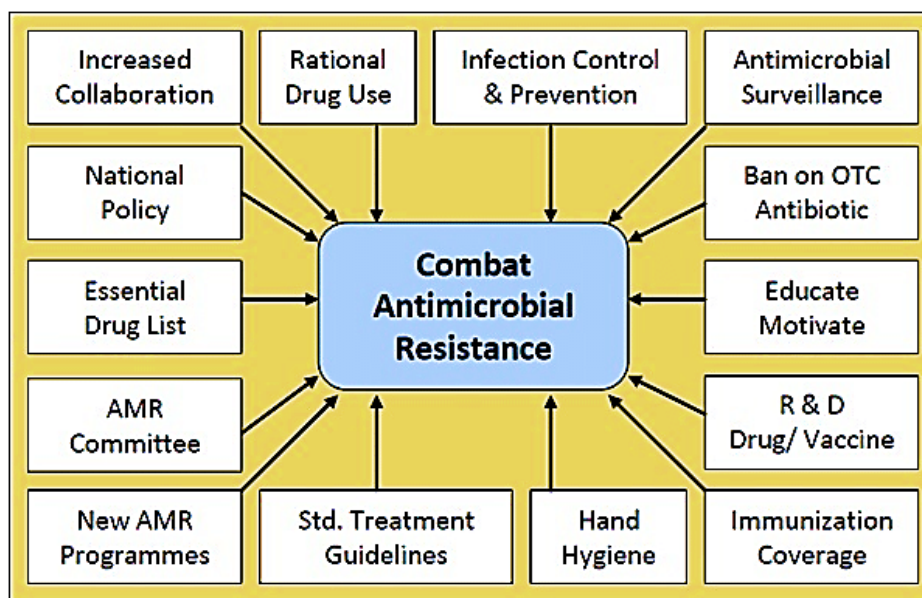 Increased
Collaboration
Rational
Drug Use
Infection Control
& Prevention
Antimicrobial
Surveillance
National
Policy
Ban on OTC
Antibiotic
Combat
Antimicrobial
Resistance
Essential
Drug List
Educate
Motivate
AMR
Committee
R & D
Drug/ Vaccine
New AMR
Programmes
Std. Treatment
Guidelines
Hand
Hygiene
Immunization
Coverage